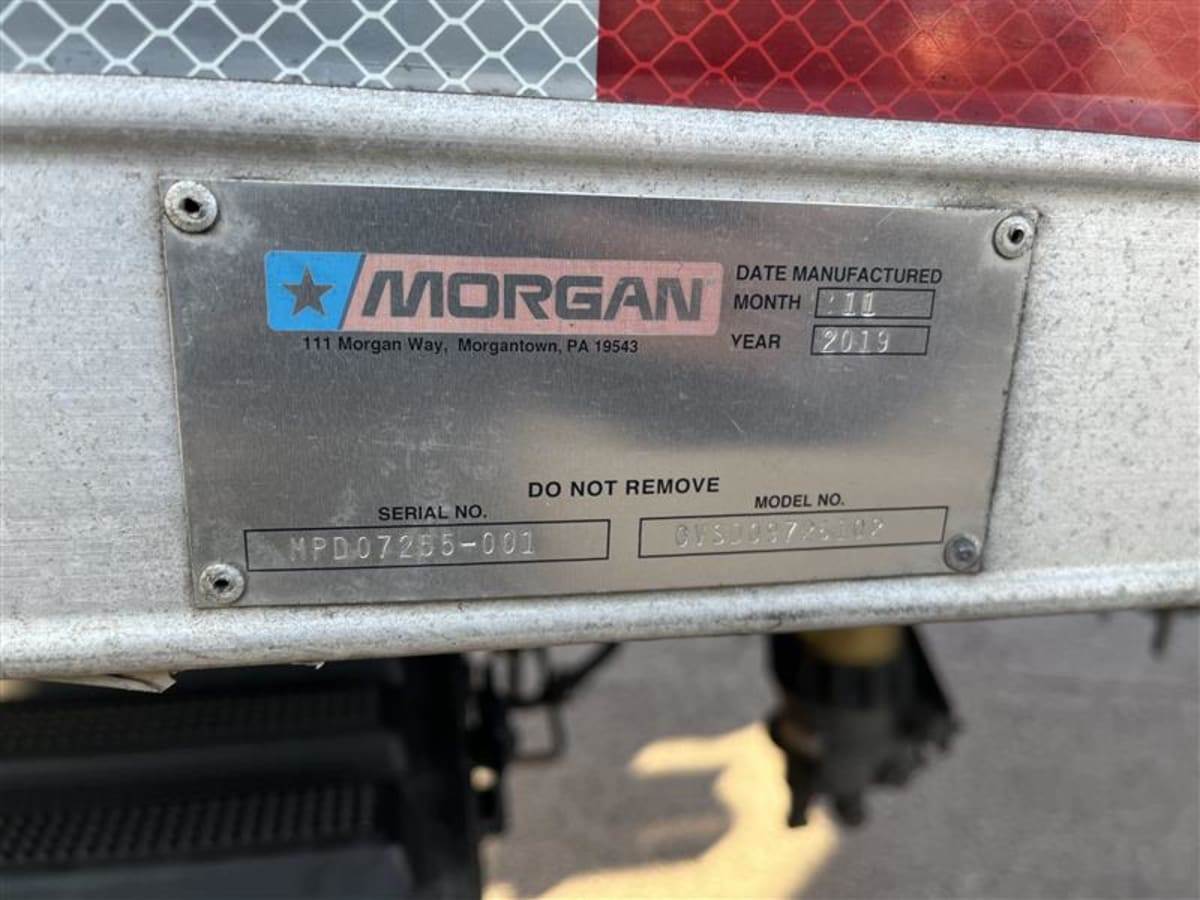 MORGAN
111 Morgan Way, Morgantown, PA 19543
DATE MANUFACTURED
MONTH 11
YEAR 2019
DO NOT REMOVE
SERIAL NO.
MPD07255-001
MODEL NO.